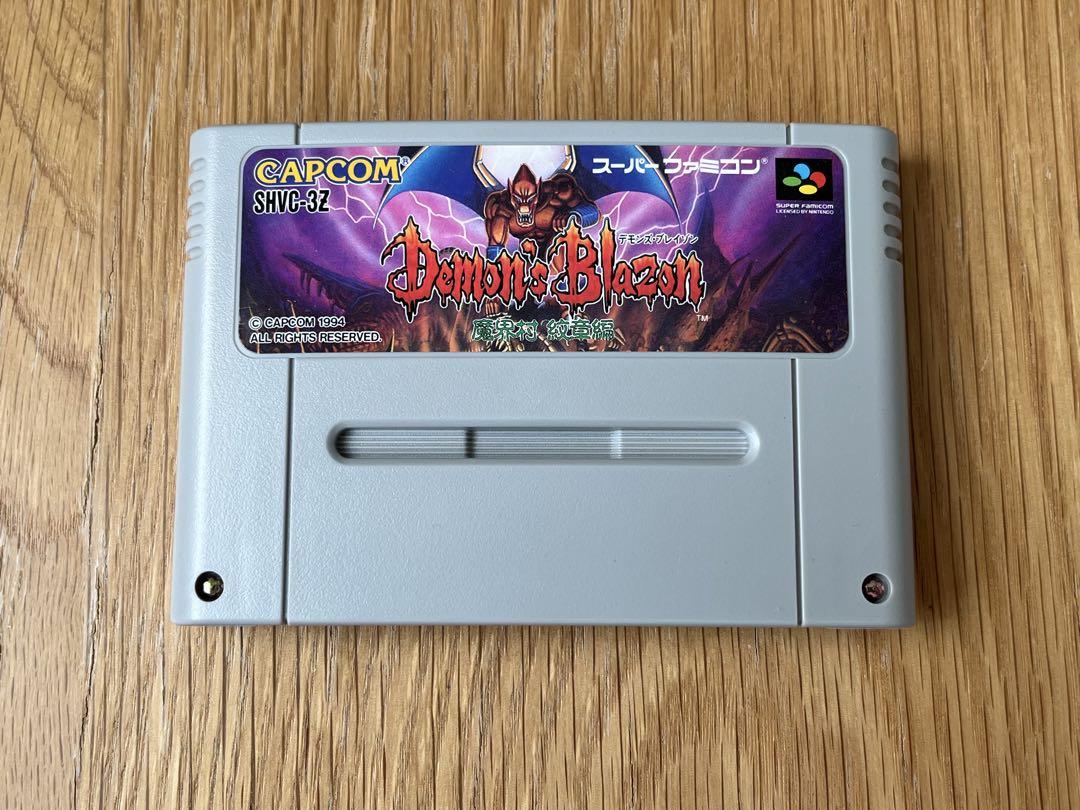 CAPCOM®
SHVC-3Z
スーパーファミコン®
SUPER FAMICOM
LICENSED BY NINTENDO
デモンズ・ブレイゾン
Demon's Blazon
TM
魔界村 紋章編
© CAPCOM 1994
ALL RIGHTS RESERVED.